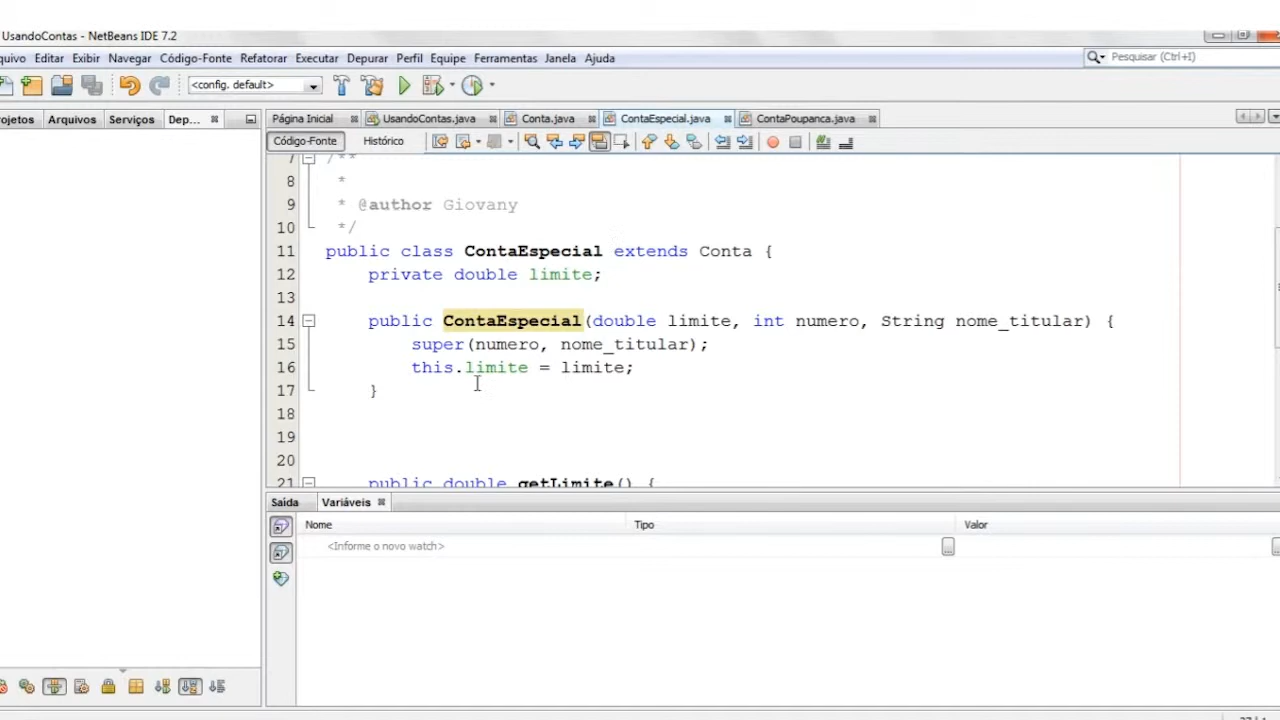 UsandoContas - NetBeans IDE 7.2
quivo Editar Exibir Navegar Código-Fonte Refatorar Executar Depurar Perfil Equipe Ferramentas Janela Ajuda
Pesquisar (Ctrl+I)
<config. default>
rojetos Arquivos Serviços Dep...
Página Inicial UsandoContas.java Conta.java ContaEspecial.java ContaPoupanca.java
Código-Fonte Histórico
7 /**
8 *
9 * @author Giovany
10 */
11 public class ContaEspecial extends Conta {
12 private double limite;
13
14 public ContaEspecial(double limite, int numero, String nome_titular) {
15 super(numero, nome_titular);
16 this.limite = limite;
17 }
18
19
20
21 public double getLimite() {
Saída Variáveis
Nome Tipo Valor
<Informe o novo watch>